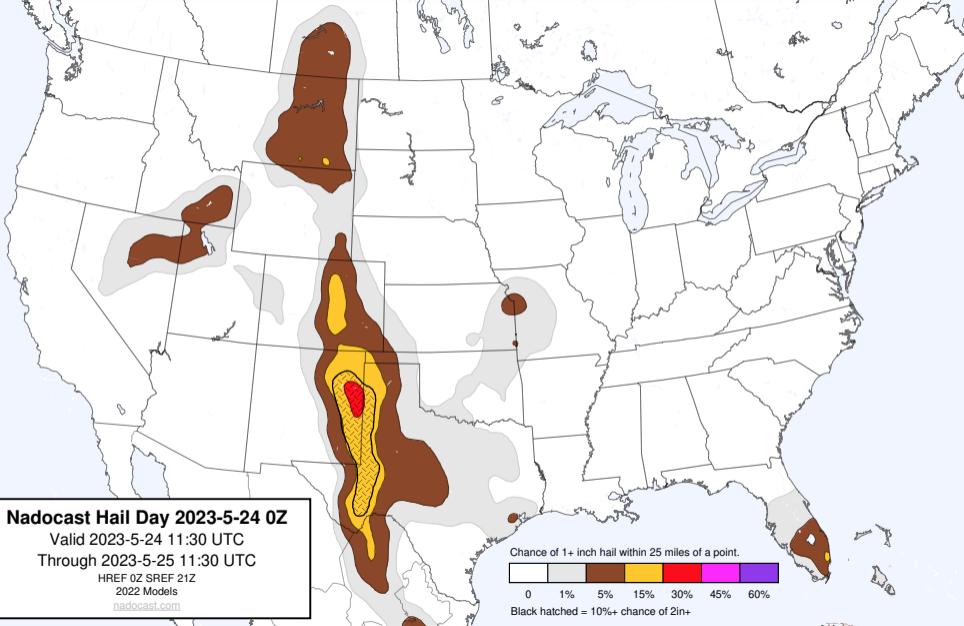 Nadocast Hail Day 2023-5-24 0Z
Valid 2023-5-24 11:30 UTC
Through 2023-5-25 11:30 UTC
HREF 0Z SREF 21Z
2022 Models
nadocast.com
Chance of 1+ inch hail within 25 miles of a point.
0 1% 5% 15% 30% 45% 60%
Black hatched = 10%+ chance of 2in+